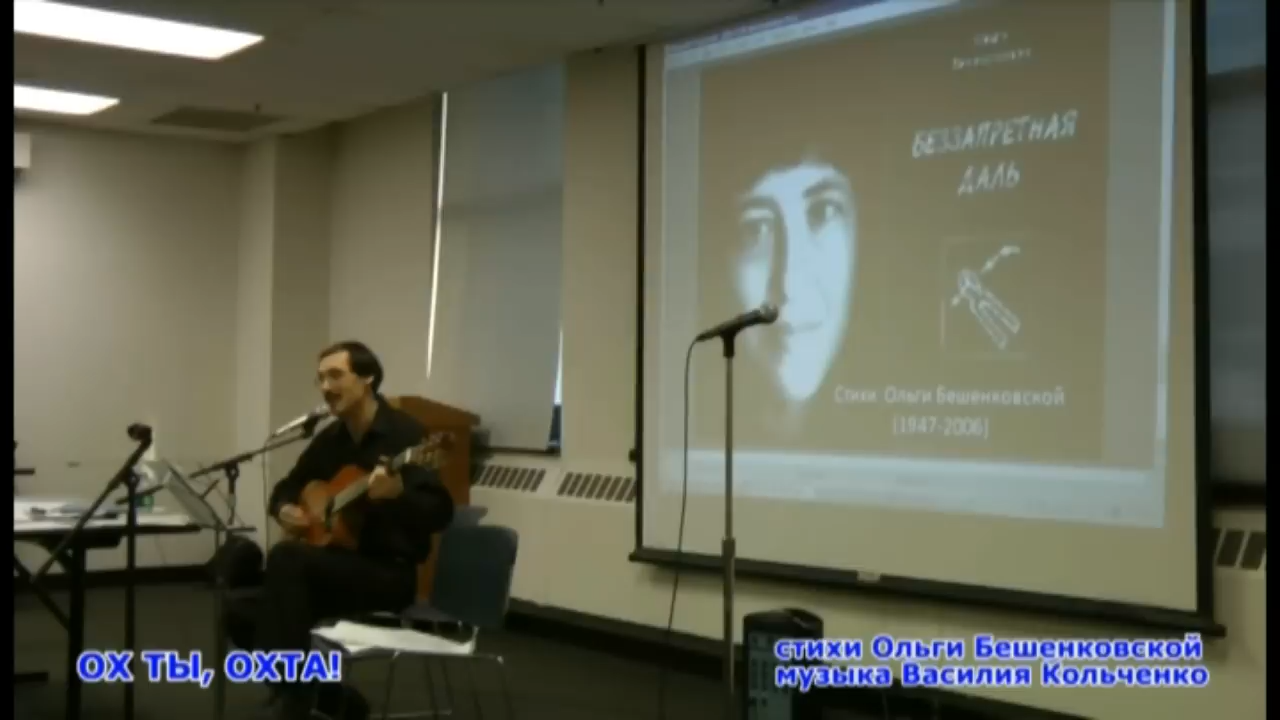 БЕЗЗАПРЕТНАЯ
ДАЛЬ
Стихи Ольги Бешенковской
(1947-2006)
ОХ ТЫ, ОХТА!
стихи Ольги Бешенковской
музыка Василия Кольченко